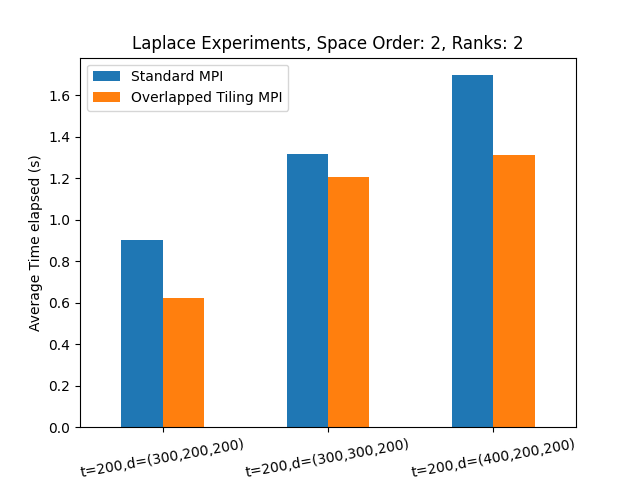 Laplace Experiments, Space Order: 2, Ranks: 2
Standard MPI
Overlapped Tiling MPI
Average Time elapsed (s)
1.6
1.4
1.2
1.0
0.8
0.6
0.4
0.2
0.0
t=200,d=(300,200,200)
t=200,d=(300,300,200)
t=200,d=(400,200,200)